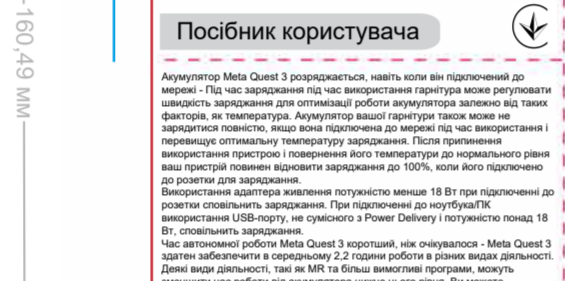 -160,49 мм
Посібник користувача
Акумулятор Meta Quest 3 розряджається, навіть коли він підключений до
мережі - Під час заряджання під час використання гарнітура може регулювати
швидкість заряджання для оптимізації роботи акумулятора залежно від таких
факторів, як температура. Акумулятор вашої гарнітури також може не
зарядитися повністю, якщо вона підключена до мережі під час використання і
перевищує оптимальну температуру заряджання. Після припинення
використання пристрою і повернення його температури до нормального рівня
ваш пристрій повинен відновити заряджання до 100%, коли його підключено
до розетки для заряджання.
Використання адаптера живлення потужністю менше 18 Вт при підключенні до
розетки сповільнить заряджання. При підключенні до ноутбука/ПК
використання USB-порту, не сумісного з Power Delivery і потужністю понад 18
Вт, сповільнить заряджання.
Час автономної роботи Meta Quest 3 коротший, ніж очікувалося - Meta Quest 3
здатен забезпечити в середньому 2,2 години роботи в різних видах діяльності.
Деякі види діяльності, такі як MR та більш вимогливі програми, можуть